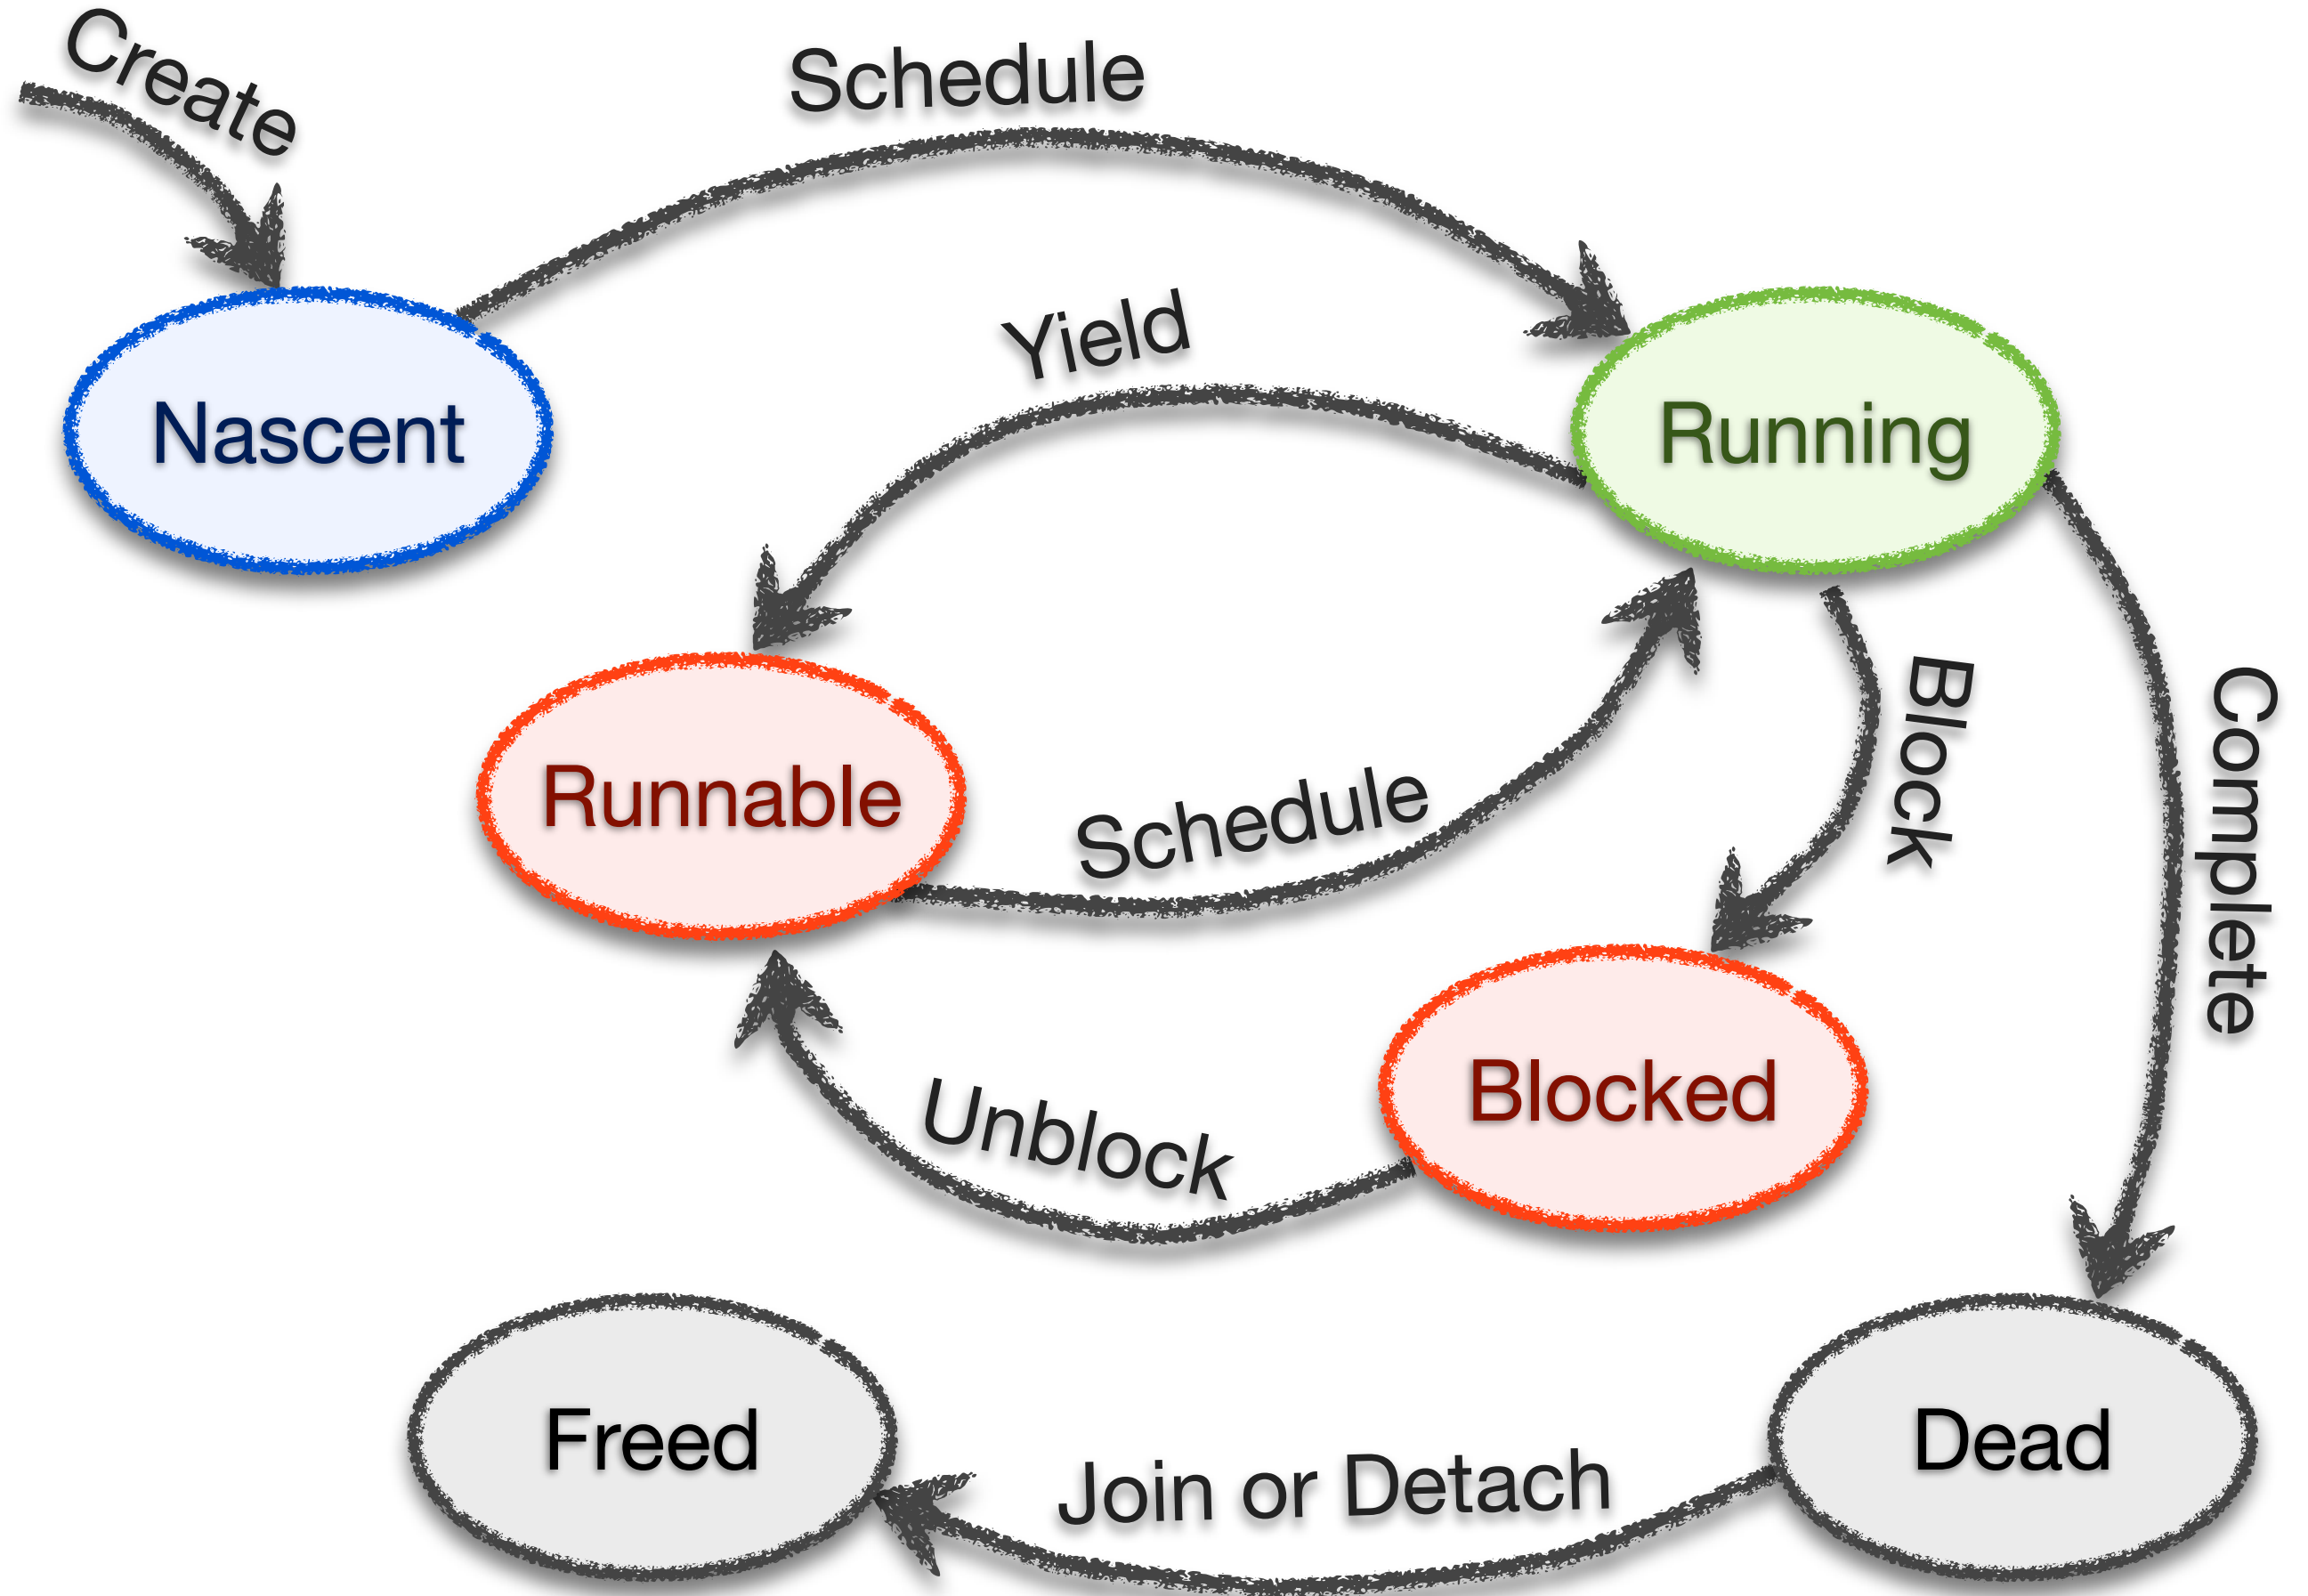 Create
Schedule
Yield
Nascent
Running
Block
Complete
Runnable
Schedule
Unblock
Blocked
Freed
Dead
Join or Detach